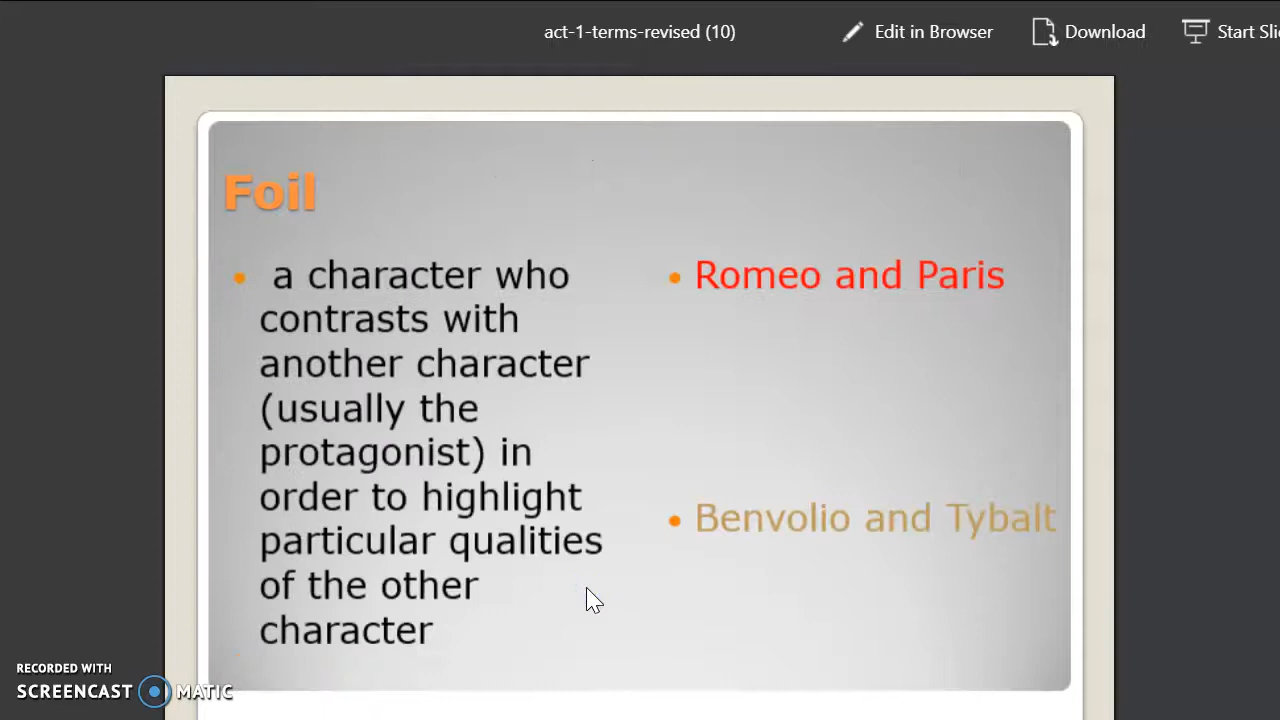 act-1-terms-revised (10)
Edit in Browser
Download
Start Sli
Foil
• a character who
contrasts with
another character
(usually the
protagonist) in
order to highlight
particular qualities
of the other
character
• Romeo and Paris
• Benvolio and Tybalt
RECORDED WITH
SCREENCAST MATIC